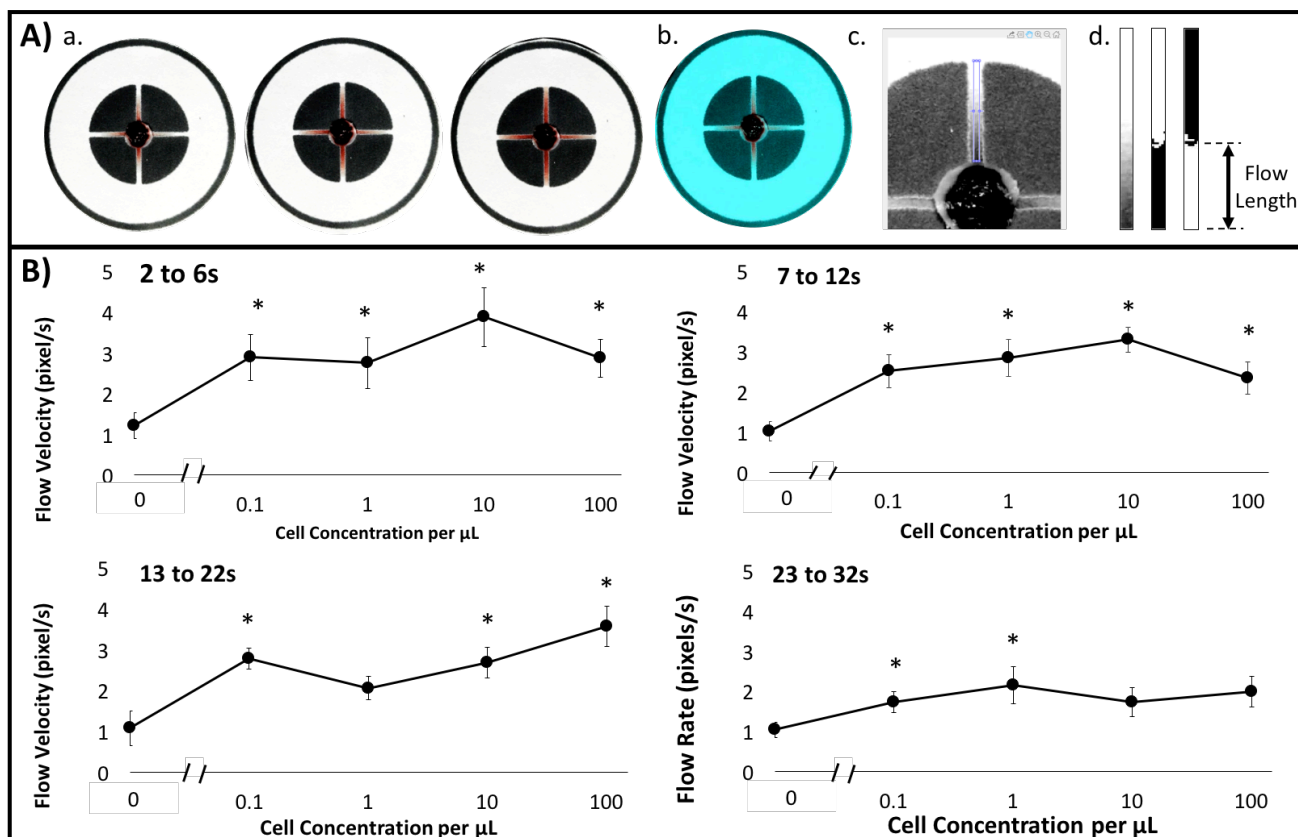 A) a. b. c. d.
Flow
Length
B)
2 to 6s
Flow Velocity (pixel/s)
5
4
3
2
1
0
* * * *
0 0.1 1 10 100
Cell Concentration per µL
7 to 12s
Flow Velocity (pixel/s)
5
4
3
2
1
0
* * * *
0 0.1 1 10 100
Cell Concentration per µL
13 to 22s
Flow Velocity (pixel/s)
5
4
3
2
1
0
* * *
0 0.1 1 10 100
Cell Concentration per µL
23 to 32s
Flow Rate (pixels/s)
5
4
3
2
1
0
* *
0 0.1 1 10 100
Cell Concentration per µL